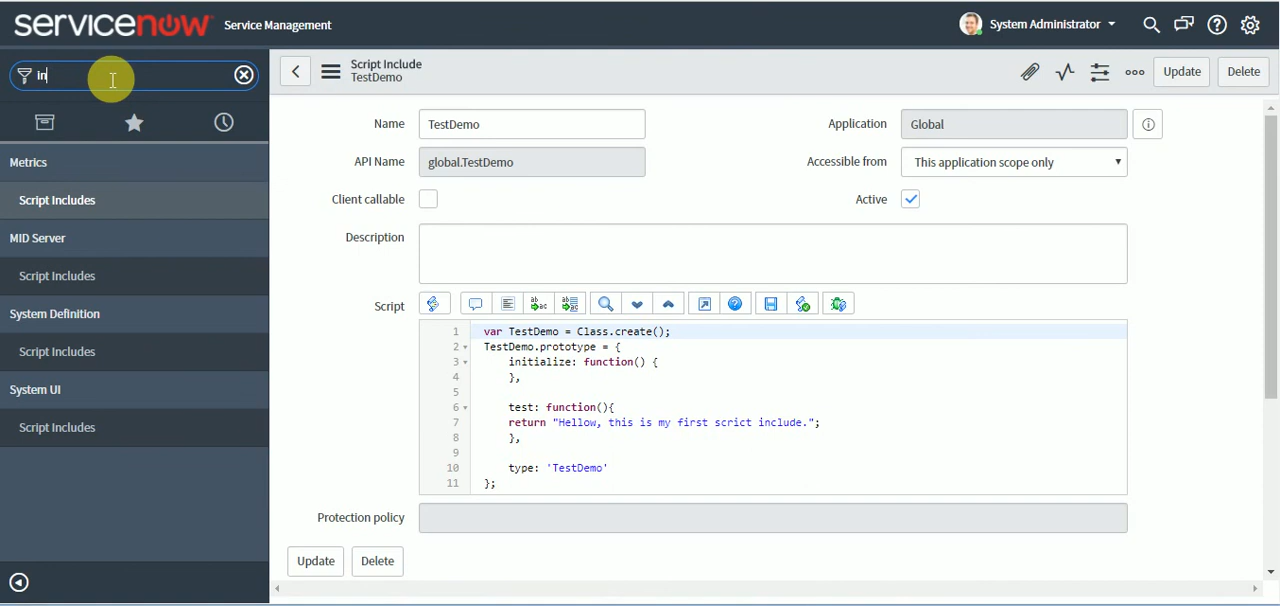 servicenow Service Management
System Administrator
in
Script Include
TestDemo
Update
Delete
Metrics
Script Includes
MID Server
Script Includes
System Definition
Script Includes
System UI
Script Includes
Name TestDemo
Application Global
API Name global.TestDemo
Accessible from This application scope only
Client callable
Active
Description
Script
1 var TestDemo = Class.create();
2 TestDemo.prototype = {
3 initialize: function() {
4 },
5
6 test: function(){
7 return "Hellow, this is my first scrict include.";
8 },
9
10 type: 'TestDemo'
11 };
Protection policy
Update Delete